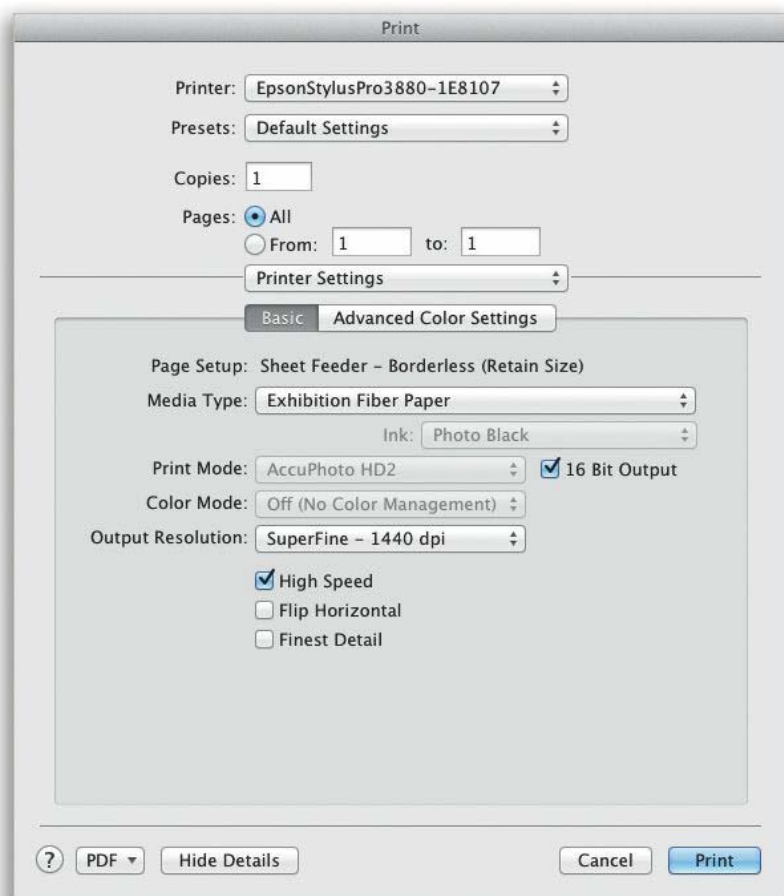 Print
Printer: EpsonStylusPro3880-1E8107
Presets: Default Settings
Copies: 1
Pages: All
From: 1 to: 1
Printer Settings
Basic Advanced Color Settings
Page Setup: Sheet Feeder – Borderless (Retain Size)
Media Type: Exhibition Fiber Paper
Ink: Photo Black
Print Mode: AccuPhoto HD2 16 Bit Output
Color Mode: Off (No Color Management)
Output Resolution: SuperFine – 1440 dpi
High Speed
Flip Horizontal
Finest Detail
? PDF Hide Details Cancel Print